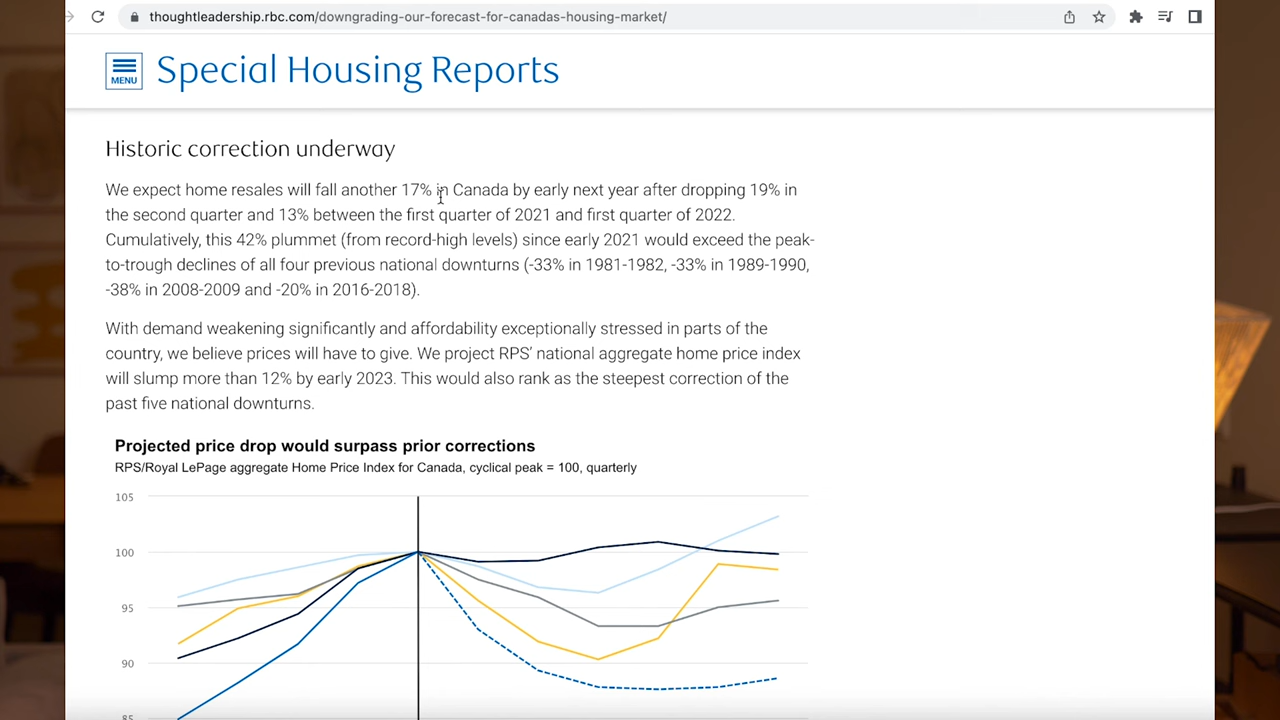 thoughtleadership.rbc.com/downgrading-our-forecast-for-canadas-housing-market/
MENU
Special Housing Reports
Historic correction underway
We expect home resales will fall another 17% in Canada by early next year after dropping 19% in
the second quarter and 13% between the first quarter of 2021 and first quarter of 2022.
Cumulatively, this 42% plummet (from record-high levels) since early 2021 would exceed the peak-
to-trough declines of all four previous national downturns (-33% in 1981-1982, -33% in 1989-1990,
-38% in 2008-2009 and -20% in 2016-2018).
With demand weakening significantly and affordability exceptionally stressed in parts of the
country, we believe prices will have to give. We project RPS’ national aggregate home price index
will slump more than 12% by early 2023. This would also rank as the steepest correction of the
past five national downturns.
Projected price drop would surpass prior corrections
RPS/Royal LePage aggregate Home Price Index for Canada, cyclical peak = 100, quarterly
105
100
95
90
85